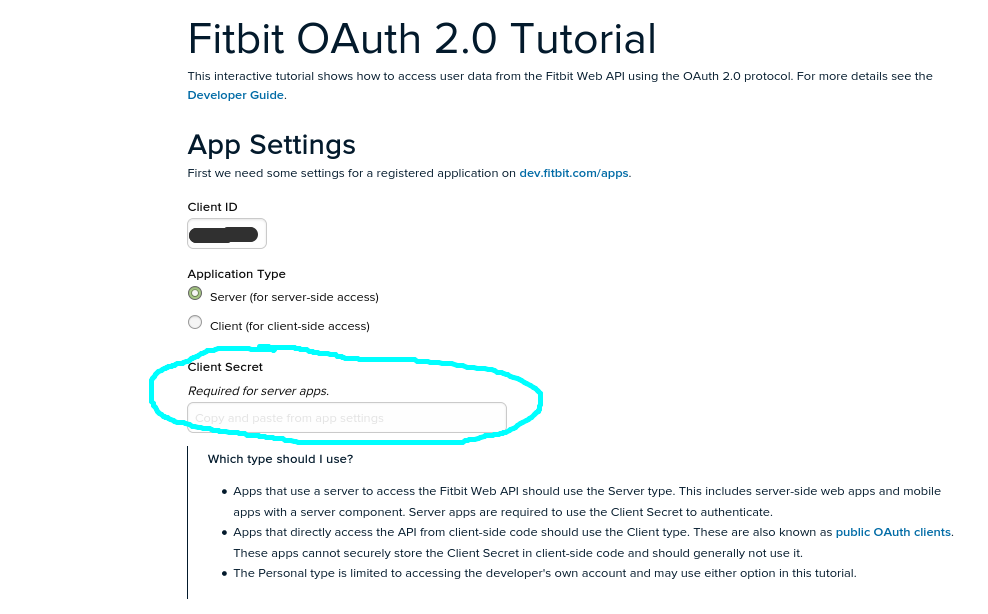 Fitbit OAuth 2.0 Tutorial
This interactive tutorial shows how to access user data from the Fitbit Web API using the OAuth 2.0 protocol. For more details see the
Developer Guide.
App Settings
First we need some settings for a registered application on dev.fitbit.com/apps.
Client ID
Application Type
Server (for server-side access)
Client (for client-side access)
Client Secret
Required for server apps.
Copy and paste from app settings
Which type should I use?
• Apps that use a server to access the Fitbit Web API should use the Server type. This includes server-side web apps and mobile
apps with a server component. Server apps are required to use the Client Secret to authenticate.
• Apps that directly access the API from client-side code should use the Client type. These are also known as public OAuth clients.
These apps cannot securely store the Client Secret in client-side code and should generally not use it.
• The Personal type is limited to accessing the developer's own account and may use either option in this tutorial.